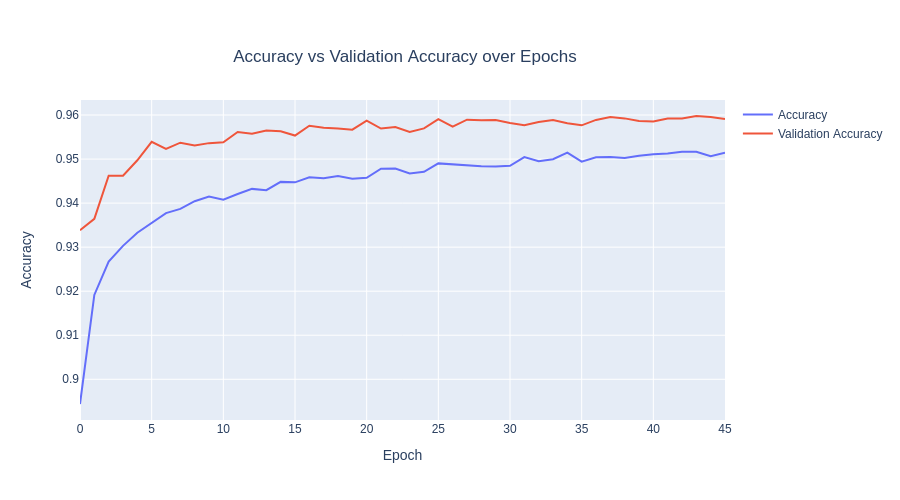 Accuracy vs Validation Accuracy over Epochs
0.96
0.95
0.94
0.93
0.92
0.91
0.9
Accuracy
0 5 10 15 20 25 30 35 40 45
Epoch
Accuracy
Validation Accuracy